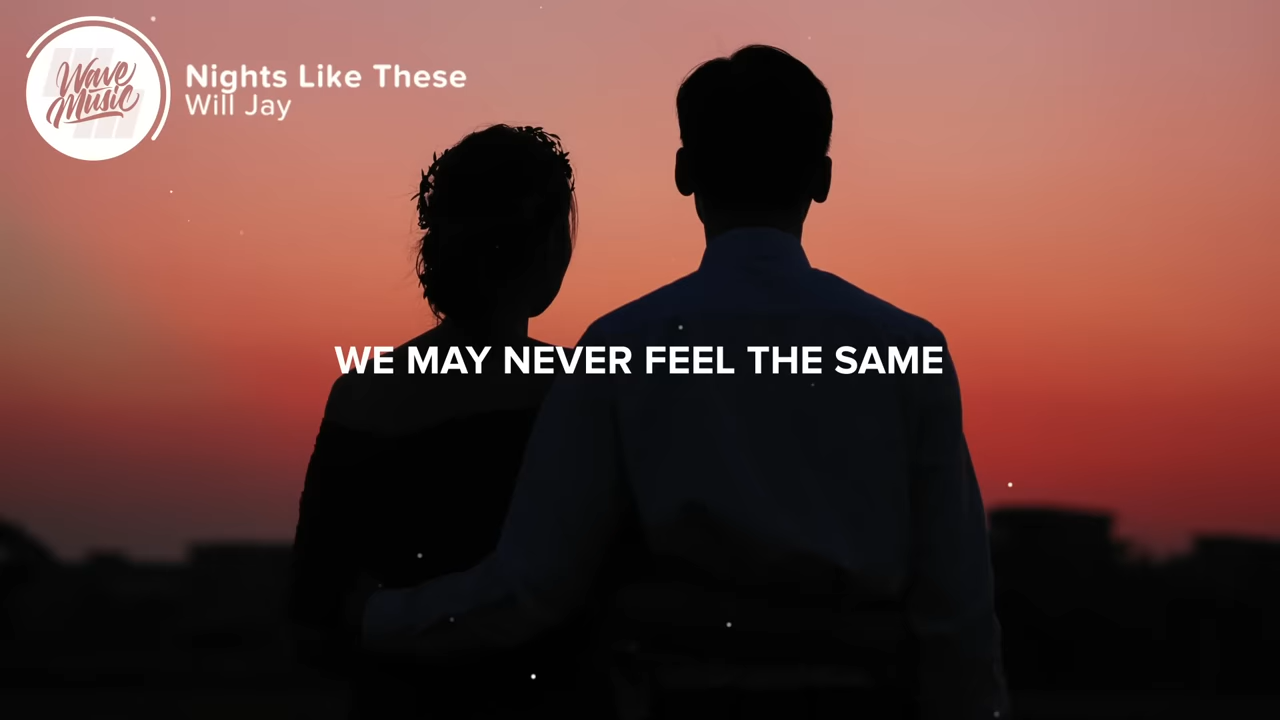 Wave
Music
Nights Like These
Will Jay
WE MAY NEVER FEEL THE SAME